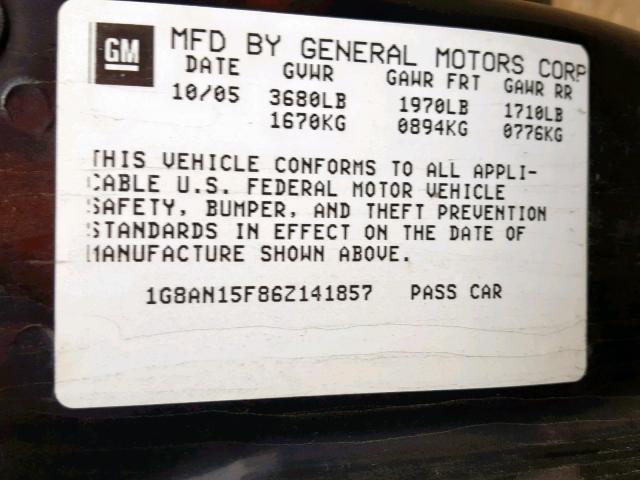 GM
MFD BY GENERAL MOTORS CORP
DATE GVWR GAWR FRT GAWR RR
10/05 3680LB 1970LB 1710LB
1670KG 0894KG 0776KG
THIS VEHICLE CONFORMS TO ALL APPLI-
CABLE U.S. FEDERAL MOTOR VEHICLE
SAFETY, BUMPER, AND THEFT PREVENTION
STANDARDS IN EFFECT ON THE DATE OF
MANUFACTURE SHOWN ABOVE.
1G8AN15F86Z141857 PASS CAR